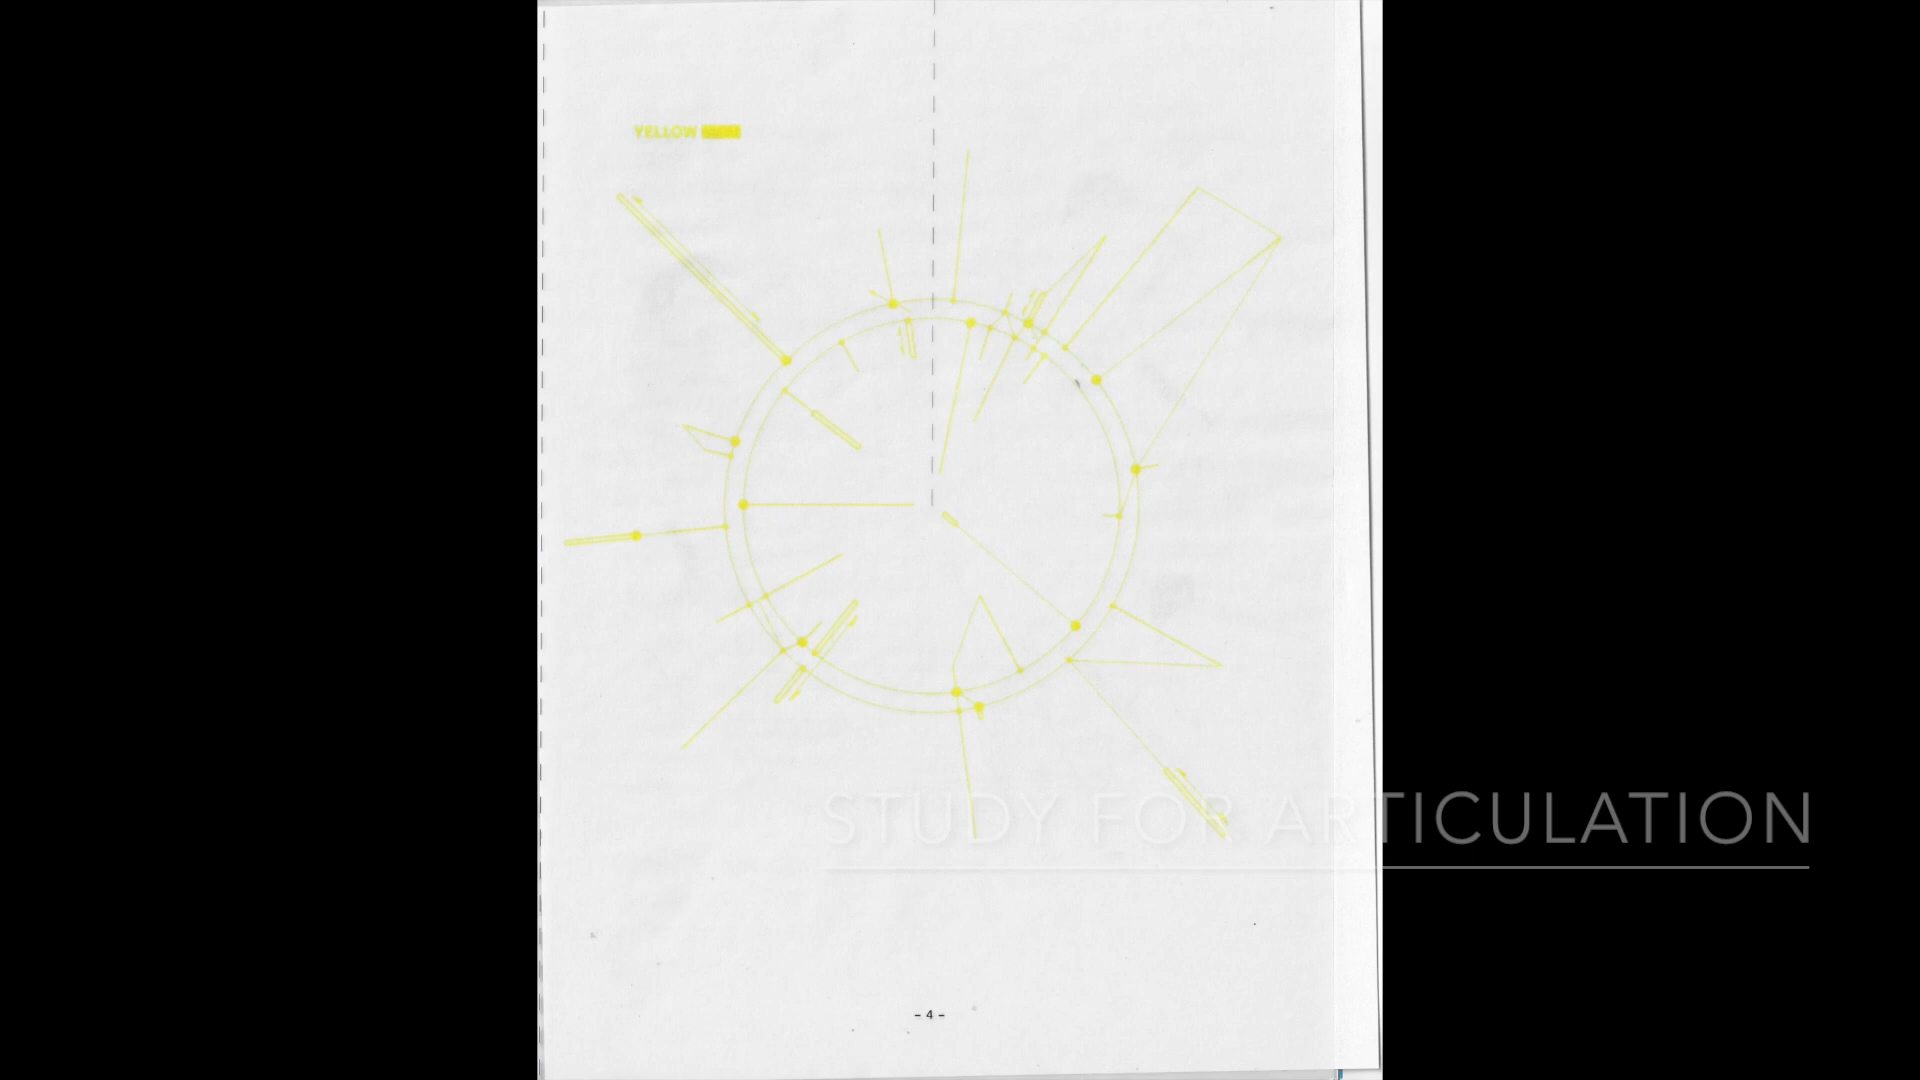 YELLOW
STUDY FOR ARTICULATION
- 4 -